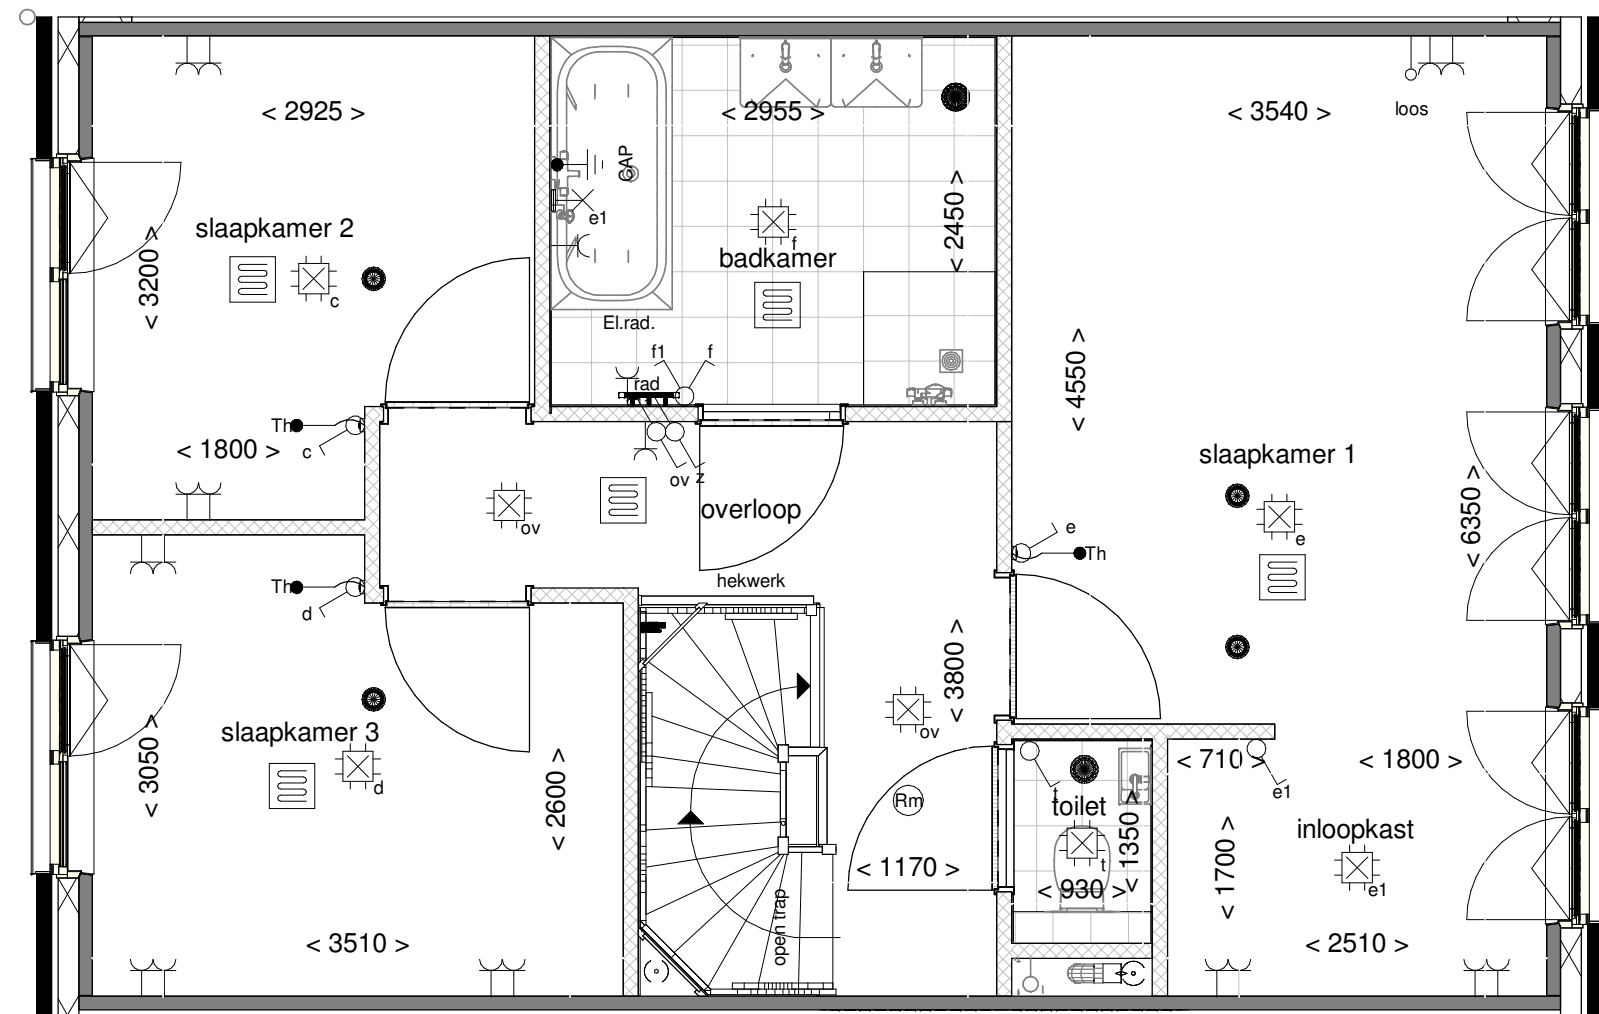 loos
< 2925 >
< 2955 >
< 3540 >
CAP
e1
< 2450 >
slaapkamer 2
f
badkamer
< 3200 >
c
El.rad.
f1
f
rad
< 4550 >
Th
c
< 1800 >
slaapkamer 1
ov
z
overloop
ov
e
Th
e
< 6350 >
hekwerk
Th
d
< 3800 >
ov
slaapkamer 3
d
< 3050 >
< 2600 >
< 710 >
< 1800 >
e1
t
toilet
Rm
< 1350 >
inloopkast
< 1170 >
t
< 930 >
< 1700 >
e1
open trap
< 3510 >
< 2510 >
l